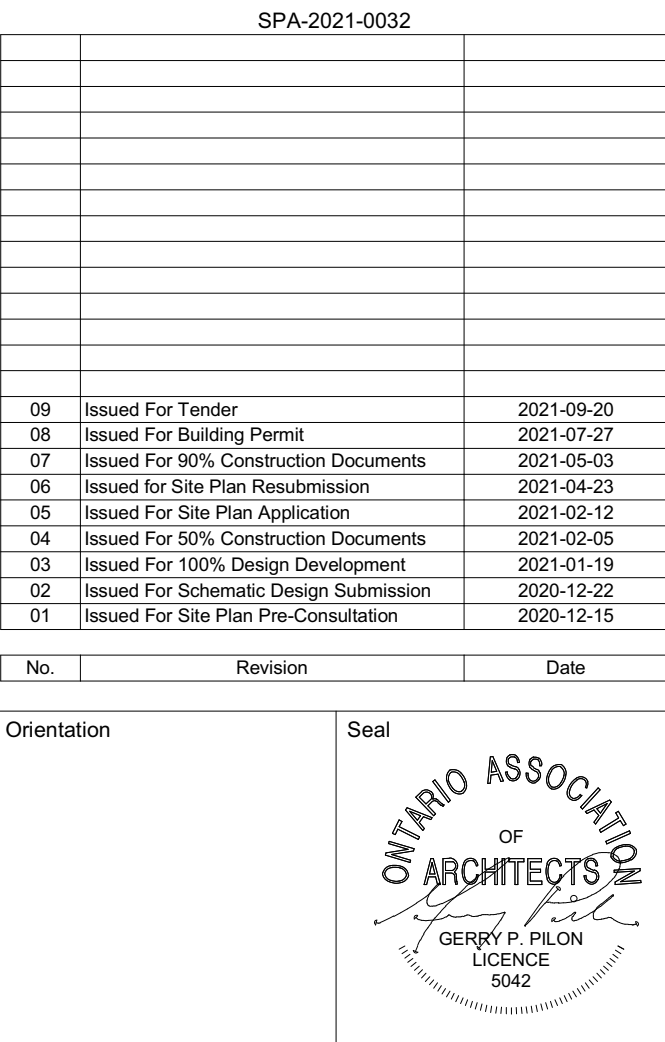 SPA-2021-0032
09 Issued For Tender 2021-09-20
08 Issued For Building Permit 2021-07-27
07 Issued For 90% Construction Documents 2021-05-03
06 Issued for Site Plan Resubmission 2021-04-23
05 Issued For Site Plan Application 2021-02-12
04 Issued For 50% Construction Documents 2021-02-05
03 Issued For 100% Design Development 2021-01-19
02 Issued For Schematic Design Submission 2020-12-22
01 Issued For Site Plan Pre-Consultation 2020-12-15
No. Revision Date
Orientation
Seal
ONTARIO ASSOCIATION
OF
ARCHITECTS
GERRY P. PILON
LICENCE
5042